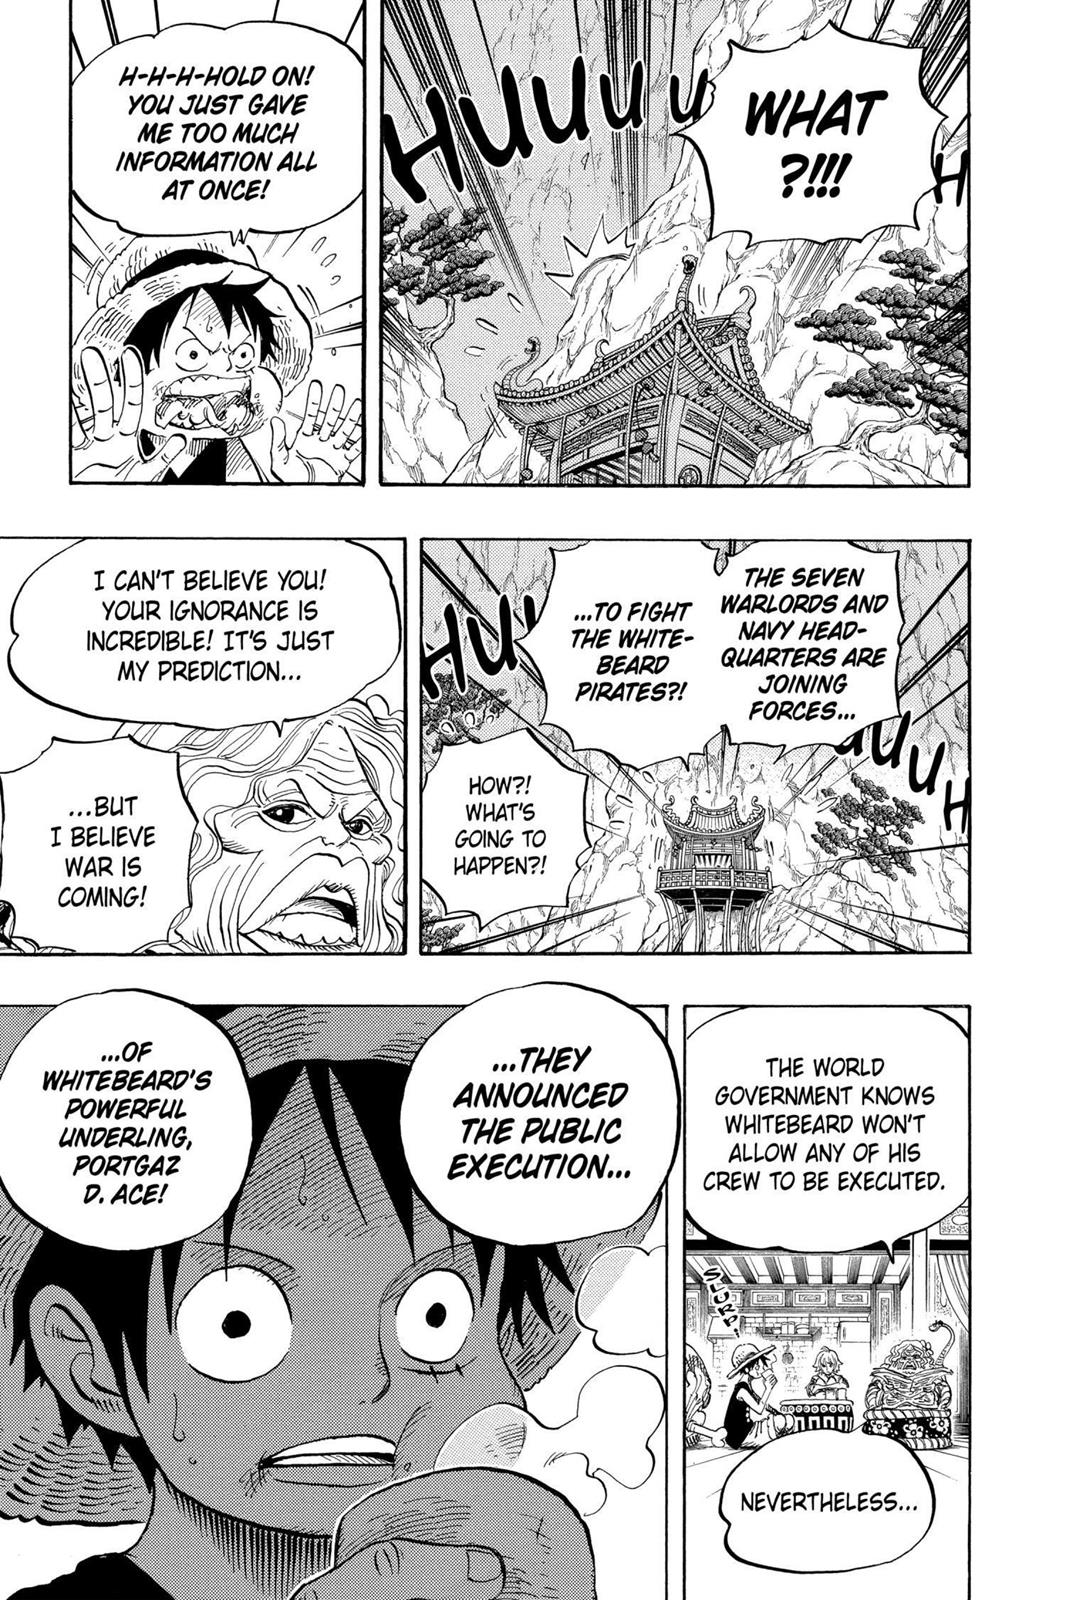 WHAT
?!!!
HUUUUU
H
H-H-H-HOLD ON!
YOU JUST GAVE
ME TOO MUCH
INFORMATION ALL
AT ONCE!
THE SEVEN
WARLORDS AND
NAVY HEAD-
QUARTERS ARE
JOINING
FORCES...
...TO FIGHT
THE WHITE-
BEARD
PIRATES?!
HOW?!
WHAT'S
GOING TO
HAPPEN?!
I CAN'T BELIEVE YOU!
YOUR IGNORANCE IS
INCREDIBLE! IT'S JUST
MY PREDICTION...
...BUT
I BELIEVE
WAR IS
COMING!
THE WORLD
GOVERNMENT KNOWS
WHITEBEARD WON'T
ALLOW ANY OF HIS
CREW TO BE EXECUTED.
SLURP!
NEVERTHELESS...
...THEY
ANNOUNCED
THE PUBLIC
EXECUTION...
...OF
WHITEBEARD'S
POWERFUL
UNDERLING,
PORTGAZ
D. ACE!